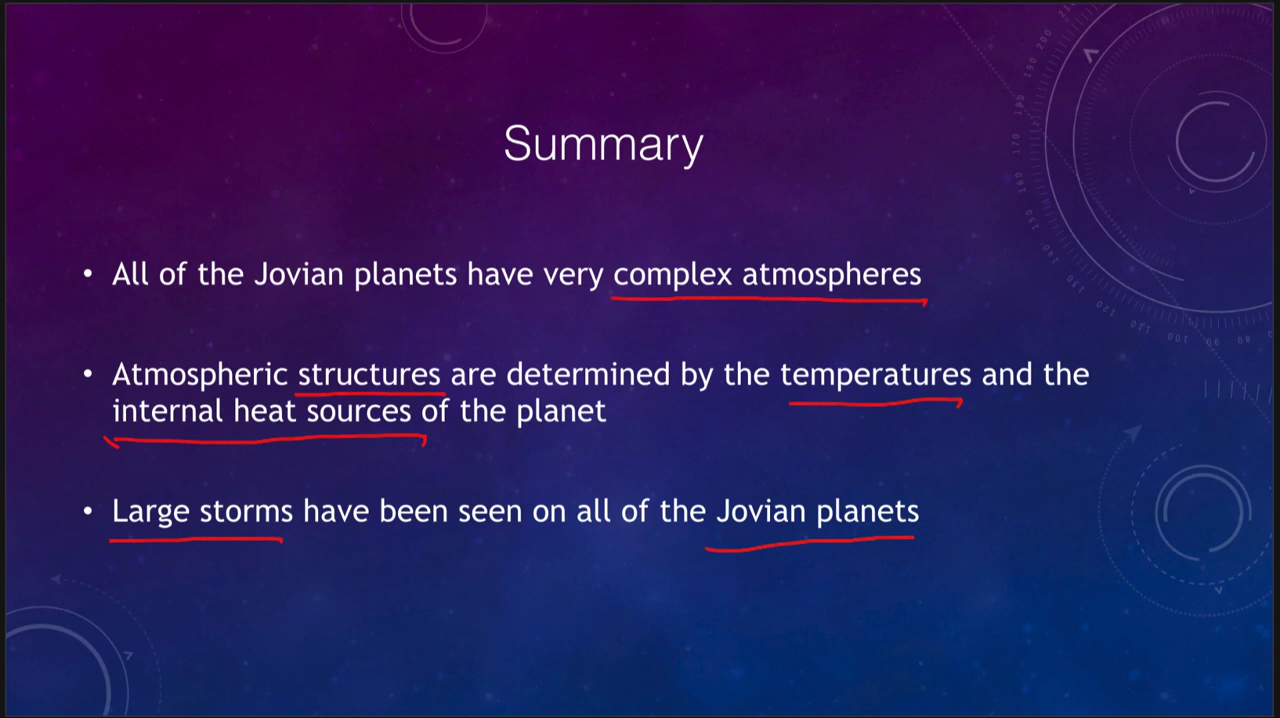 Summary
• All of the Jovian planets have very complex atmospheres
• Atmospheric structures are determined by the temperatures and the
internal heat sources of the planet
• Large storms have been seen on all of the Jovian planets